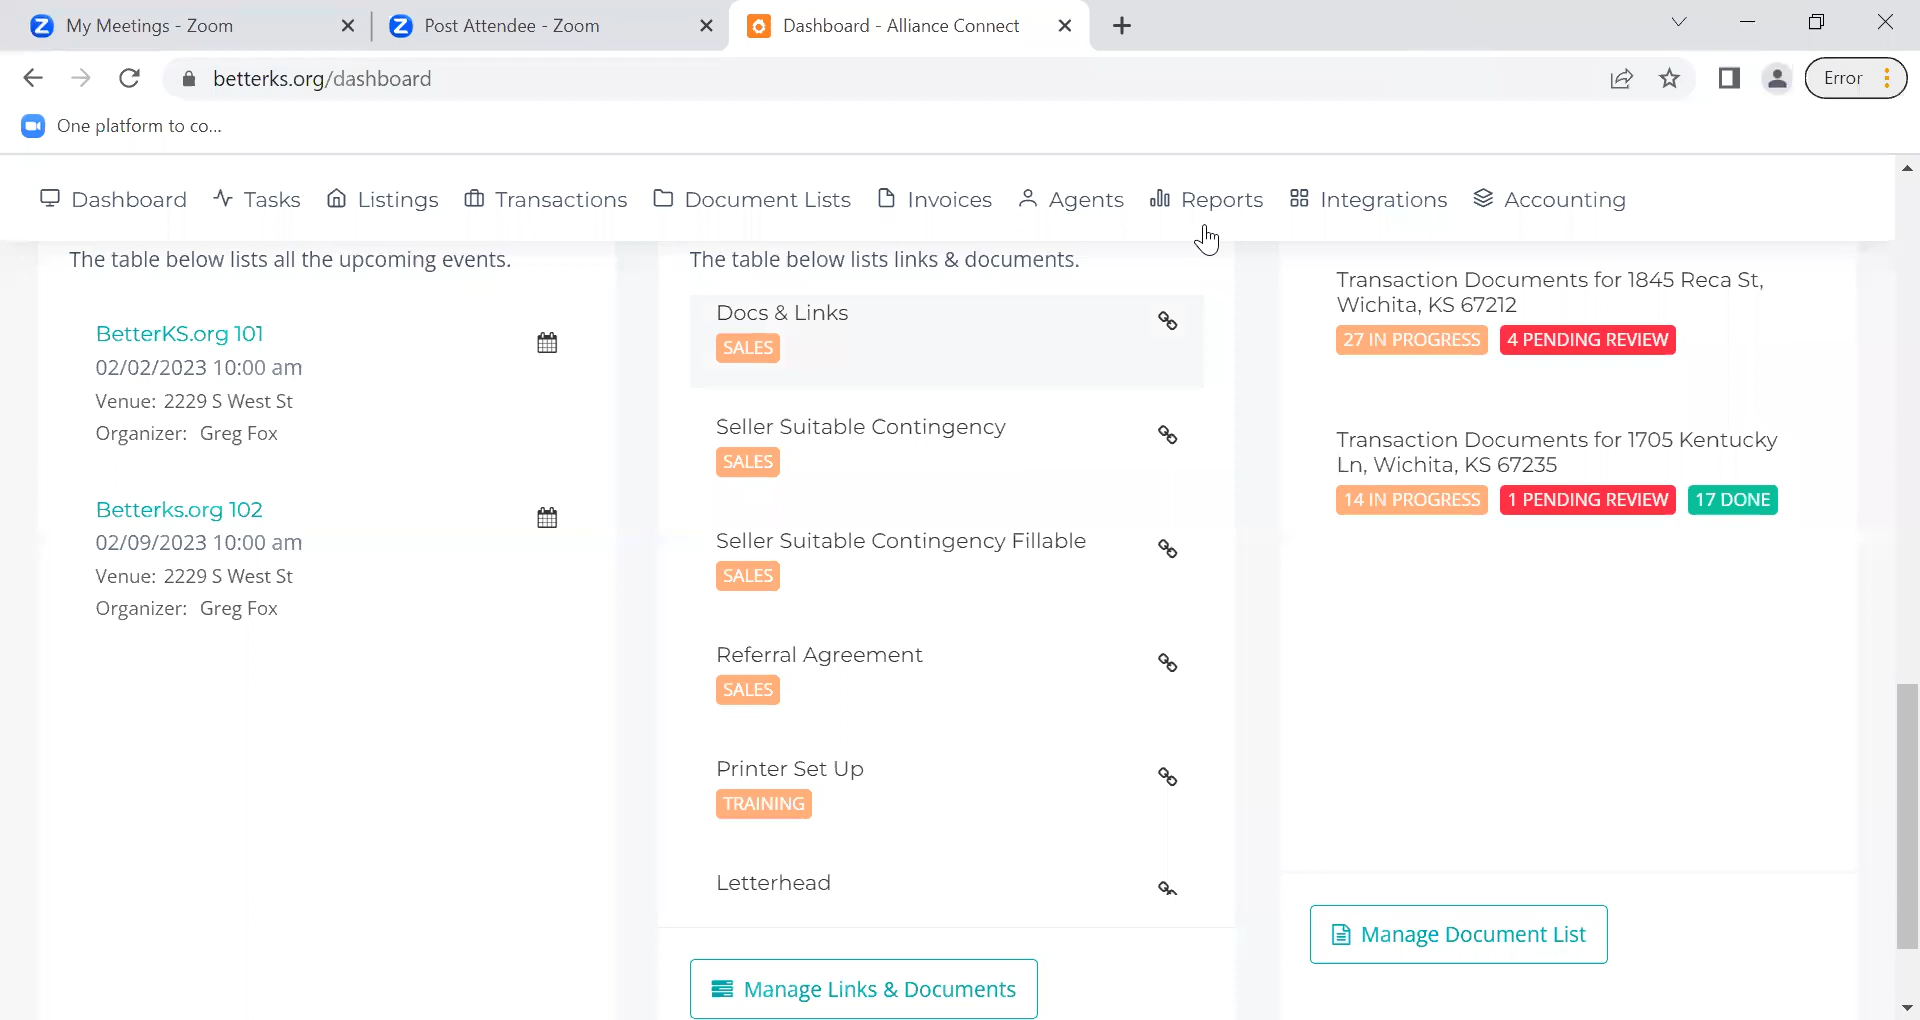 My Meetings - Zoom
Post Attendee - Zoom
Dashboard - Alliance Connect
betterks.org/dashboard
Error
One platform to co...
Dashboard
Tasks
Listings
Transactions
Document Lists
Invoices
Agents
Reports
Integrations
Accounting
The table below lists all the upcoming events.
BetterKS.org 101
02/02/2023 10:00 am
Venue: 2229 S West St
Organizer: Greg Fox
Betterks.org 102
02/09/2023 10:00 am
Venue: 2229 S West St
Organizer: Greg Fox
The table below lists links & documents.
Docs & Links
SALES
Seller Suitable Contingency
SALES
Seller Suitable Contingency Fillable
SALES
Referral Agreement
SALES
Printer Set Up
TRAINING
Letterhead
Manage Links & Documents
Transaction Documents for 1845 Reca St,
Wichita, KS 67212
27 IN PROGRESS 4 PENDING REVIEW
Transaction Documents for 1705 Kentucky
Ln, Wichita, KS 67235
14 IN PROGRESS 1 PENDING REVIEW 17 DONE
Manage Document List